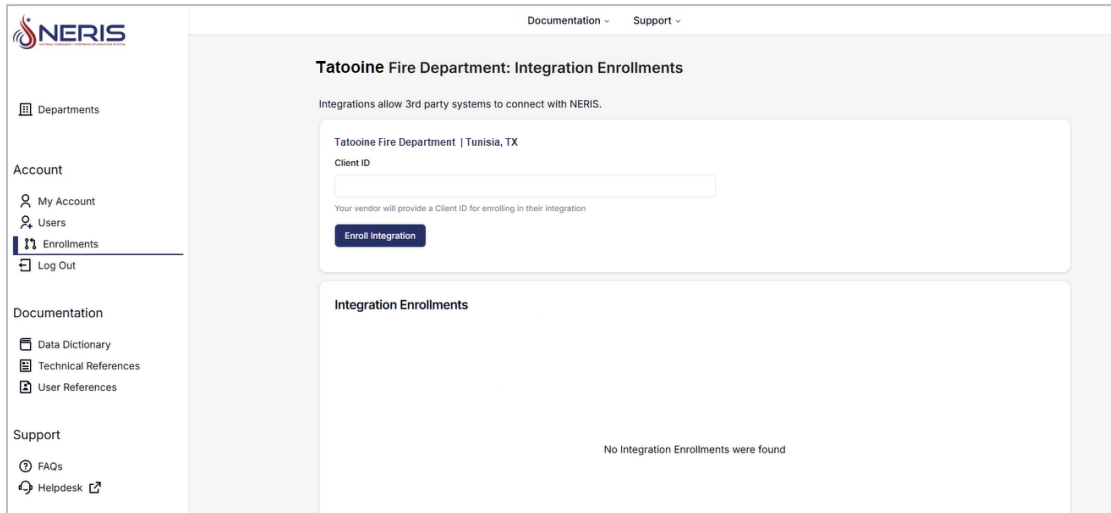 NERIS
Documentation
Support
Tatooine Fire Department: Integration Enrollments
Integrations allow 3rd party systems to connect with NERIS.
Departments
Tatooine Fire Department | Tunisia, TX
Client ID
Your vendor will provide a Client ID for enrolling in their integration
Enroll Integration
Account
My Account
Users
Enrollments
Log Out
Integration Enrollments
No Integration Enrollments were found
Documentation
Data Dictionary
Technical References
User References
Support
FAQs
Helpdesk